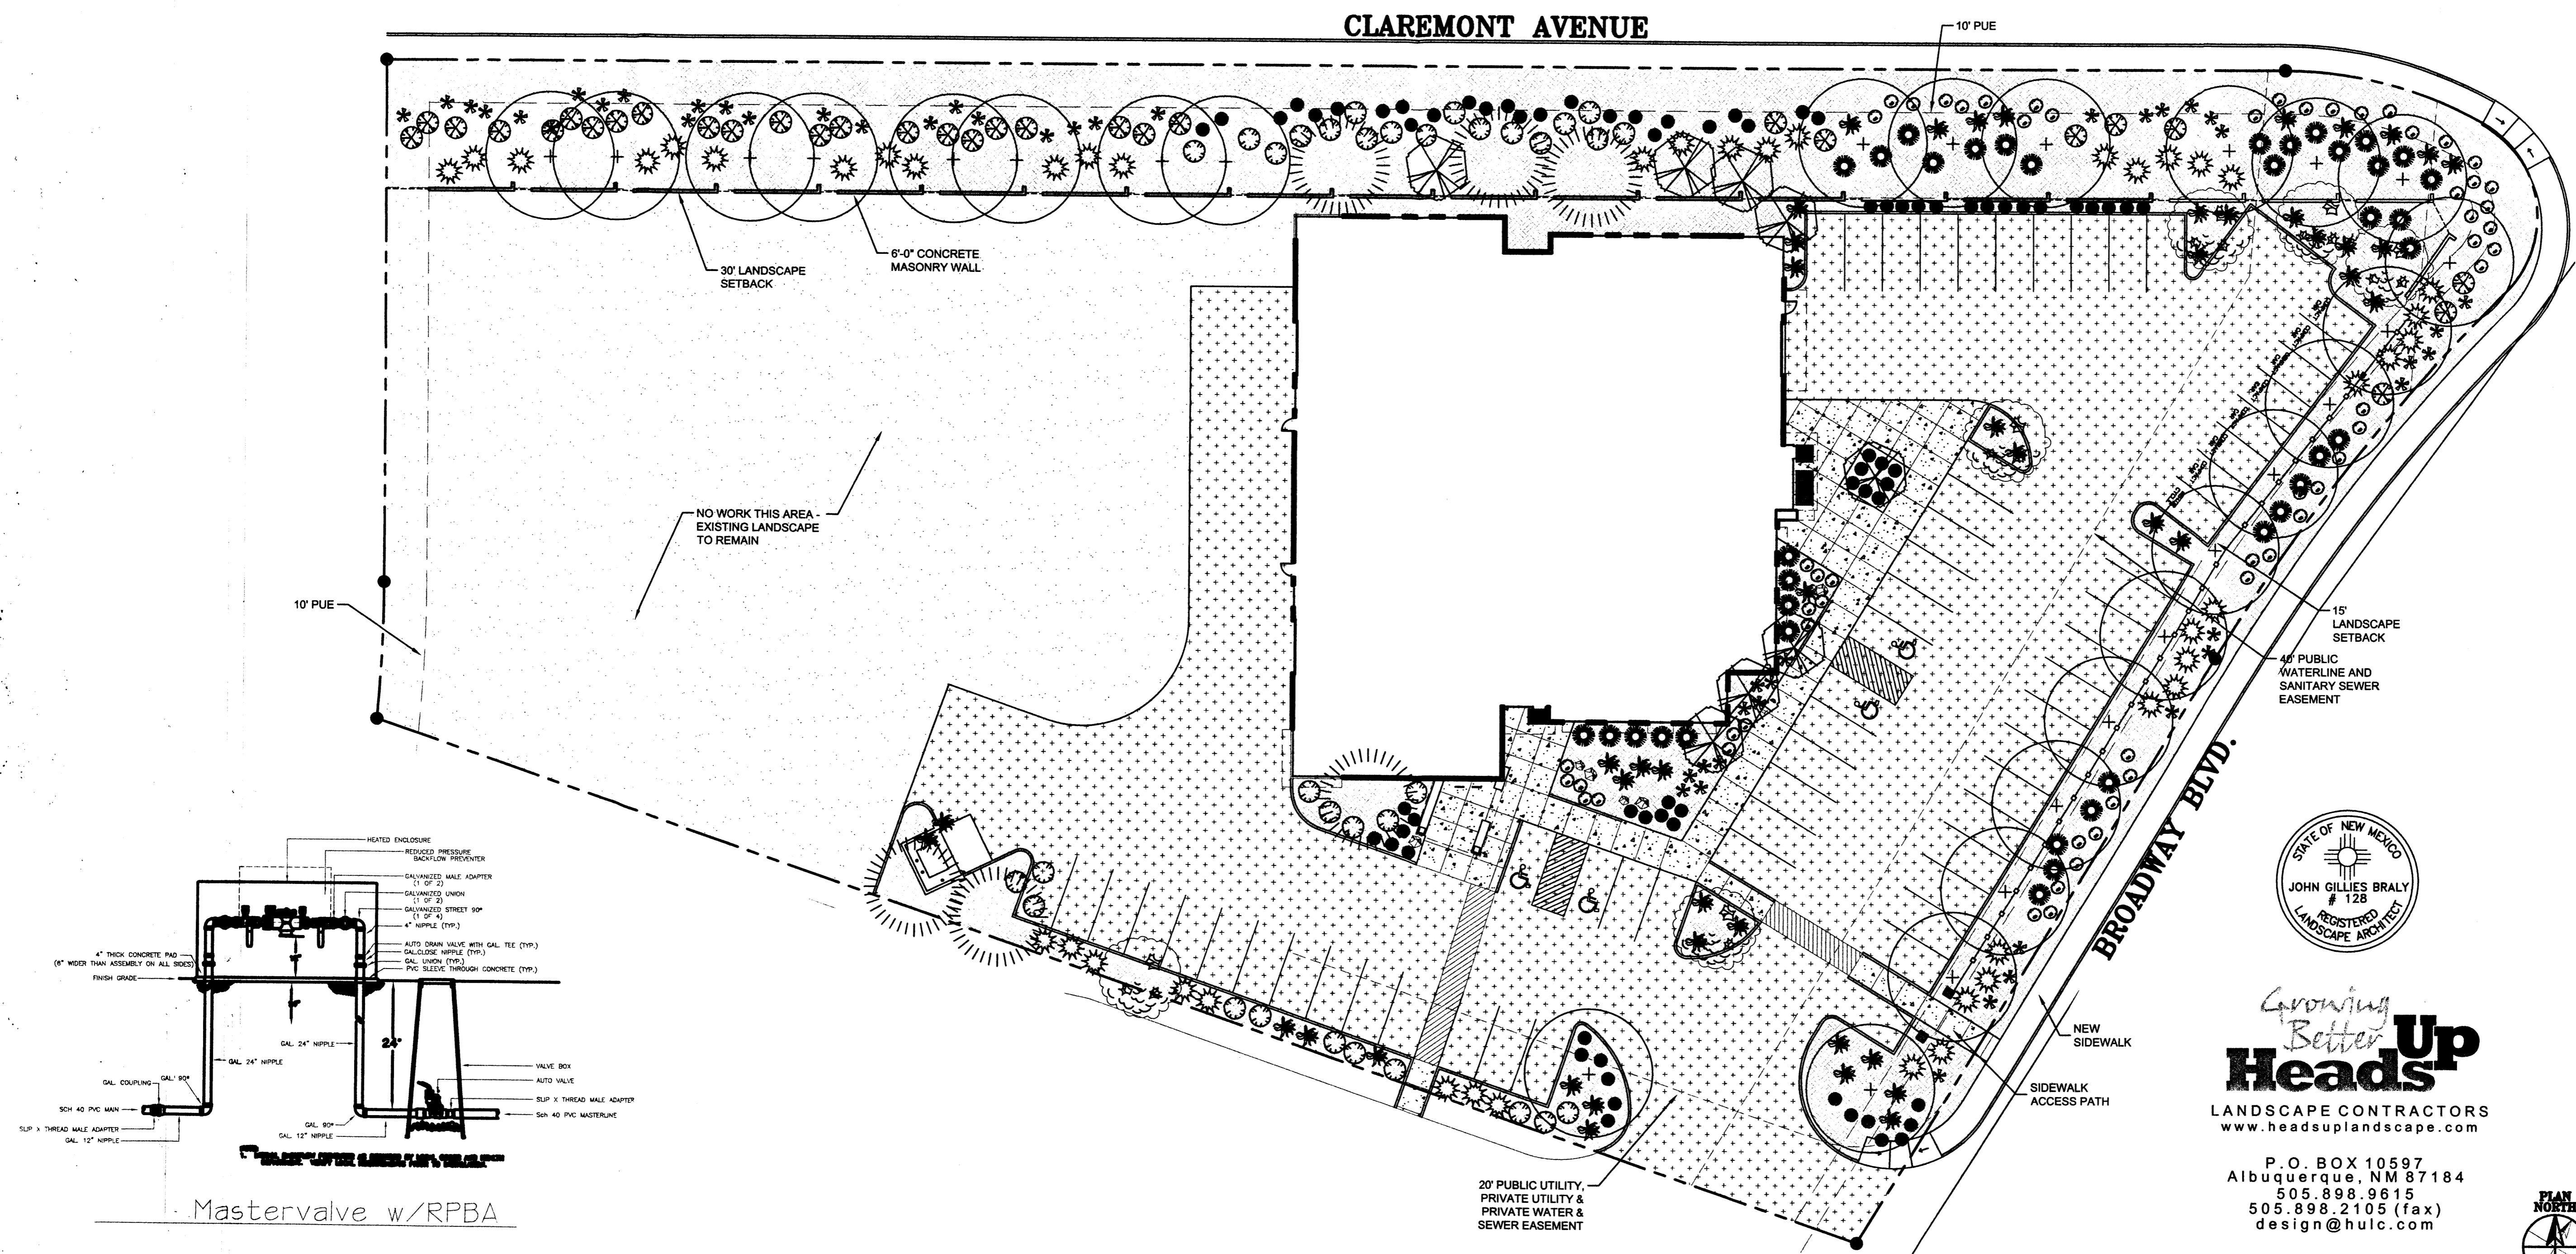 CLAREMONT AVENUE
10' PUE
30' LANDSCAPE
SETBACK
6'-0" CONCRETE
MASONRY WALL
NO WORK THIS AREA -
EXISTING LANDSCAPE
TO REMAIN
10' PUE
15'
LANDSCAPE
SETBACK
40' PUBLIC
WATERLINE AND
SANITARY SEWER
EASEMENT
BROADWAY BLVD.
NEW
SIDEWALK
SIDEWALK
ACCESS PATH
20' PUBLIC UTILITY,
PRIVATE UTILITY &
PRIVATE WATER &
SEWER EASEMENT
HEATED ENCLOSURE
REDUCED PRESSURE
BACKFLOW PREVENTER
GALVANIZED MALE ADAPTER
(1 OF 2)
GALVANIZED UNION
(1 OF 2)
GALVANIZED STREET 90°
(1 OF 4)
4" NIPPLE (TYP.)
AUTO DRAIN VALVE WITH GAL. TEE (TYP.)
GAL.CLOSE NIPPLE (TYP.)
GAL. UNION (TYP.)
PVC SLEEVE THROUGH CONCRETE (TYP.)
4" THICK CONCRETE PAD
(6" WIDER THAN ASSEMBLY ON ALL SIDES)
FINISH GRADE
GAL. 24" NIPPLE
24"
GAL. 24" NIPPLE
VALVE BOX
AUTO VALVE
SLIP X THREAD MALE ADAPTER
Sch 40 PVC MASTERLINE
GAL. COUPLING
GAL. 90°
SCH 40 PVC MAIN
SLIP X THREAD MALE ADAPTER
GAL. 12" NIPPLE
GAL. 90°
GAL. 12" NIPPLE
Mastervalve w/RPBA
STATE OF NEW MEXICO
JOHN GILLIES BRALY
# 128
REGISTERED
LANDSCAPE ARCHITECT
Growing
Better
Heads Up
LANDSCAPE CONTRACTORS
www.headsuplandscape.com
P.O. BOX 10597
Albuquerque, NM 87184
505.898.9615
505.898.2105 (fax)
design@hulc.com
PLAN
NORTH